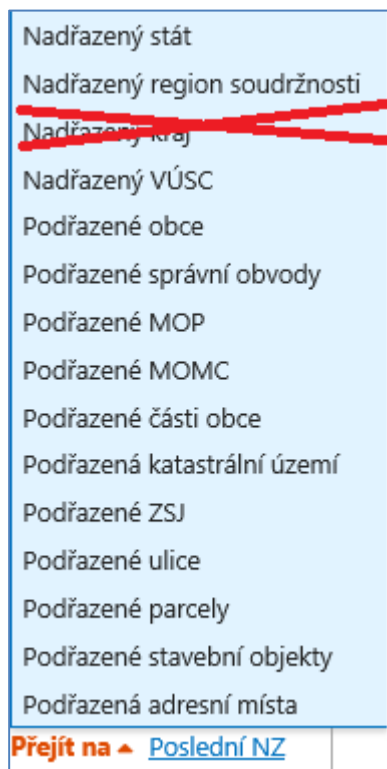 Nadřazený stát
Nadřazený region soudržnosti
Nadřazený kraj
Nadřazený VÚSC
Podřazené obce
Podřazené správní obvody
Podřazené MOP
Podřazené MOMC
Podřazené části obce
Podřazená katastrální území
Podřazené ZSJ
Podřazené ulice
Podřazené parcely
Podřazené stavební objekty
Podřazená adresní místa
Přejít na Poslední NZ